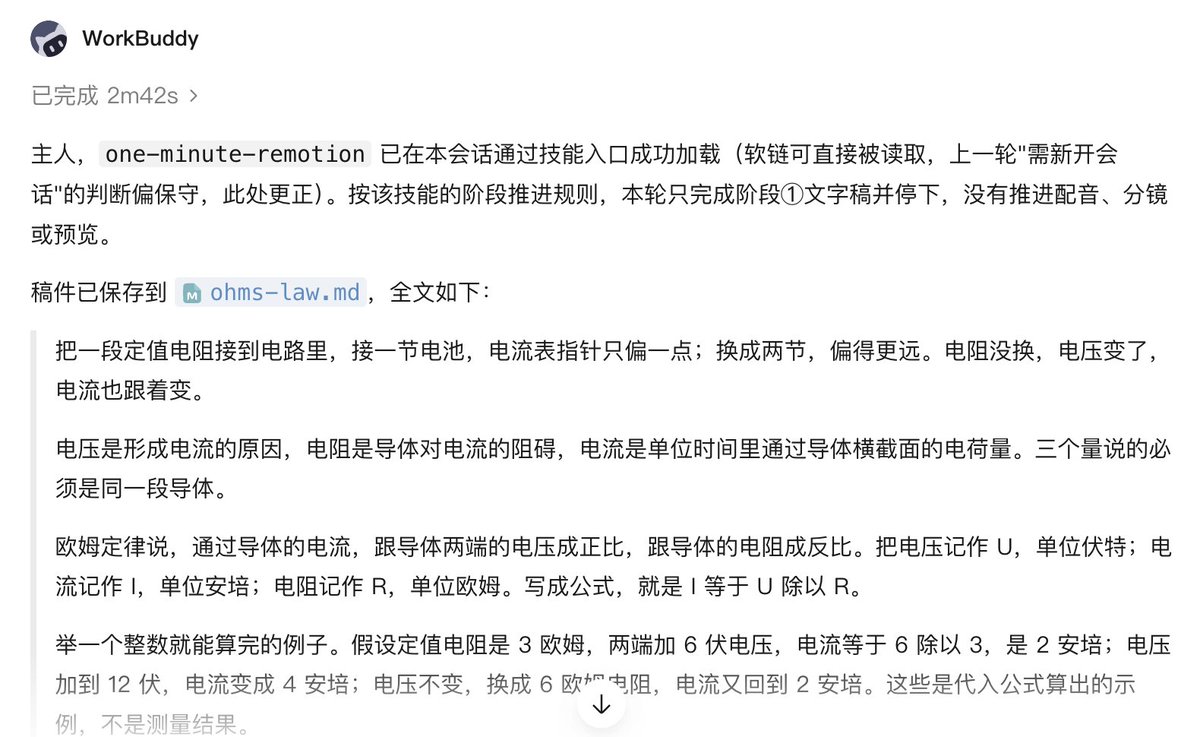 WorkBuddy
已完成 2m42s >
主人，one-minute-remotion 已在本会话通过技能入口成功加载（软链可直接被读取，上一轮"需新开会
话"的判断偏保守，此处更正）。按该技能的阶段推进规则，本轮只完成阶段①文字稿并停下，没有推进配音、分镜
或预览。
稿件已保存到 ohms-law.md，全文如下：
把一段定值电阻接到电路里，接一节电池，电流表指针只偏一点；换成两节，偏得更远。电阻没换，电压变了，
电流也跟着变。
电压是形成电流的原因，电阻是导体对电流的阻碍，电流是单位时间里通过导体横截面的电荷量。三个量说的必
须是同一段导体。
欧姆定律说，通过导体的电流，跟导体两端的电压成正比，跟导体的电阻成反比。把电压记作 U，单位伏特；电
流记作 I，单位安培；电阻记作 R，单位欧姆。写成公式，就是 I 等于 U 除以 R。
举一个整数就能算完的例子。假设定值电阻是 3 欧姆，两端加 6 伏电压，电流等于 6 除以 3，是 2 安培；电压
加到 12 伏，电流变成 4 安培；电压不变，换成 6 欧姆电阻，电流又回到 2 安培。这些是代入公式算出的示
例，不是测量结果。